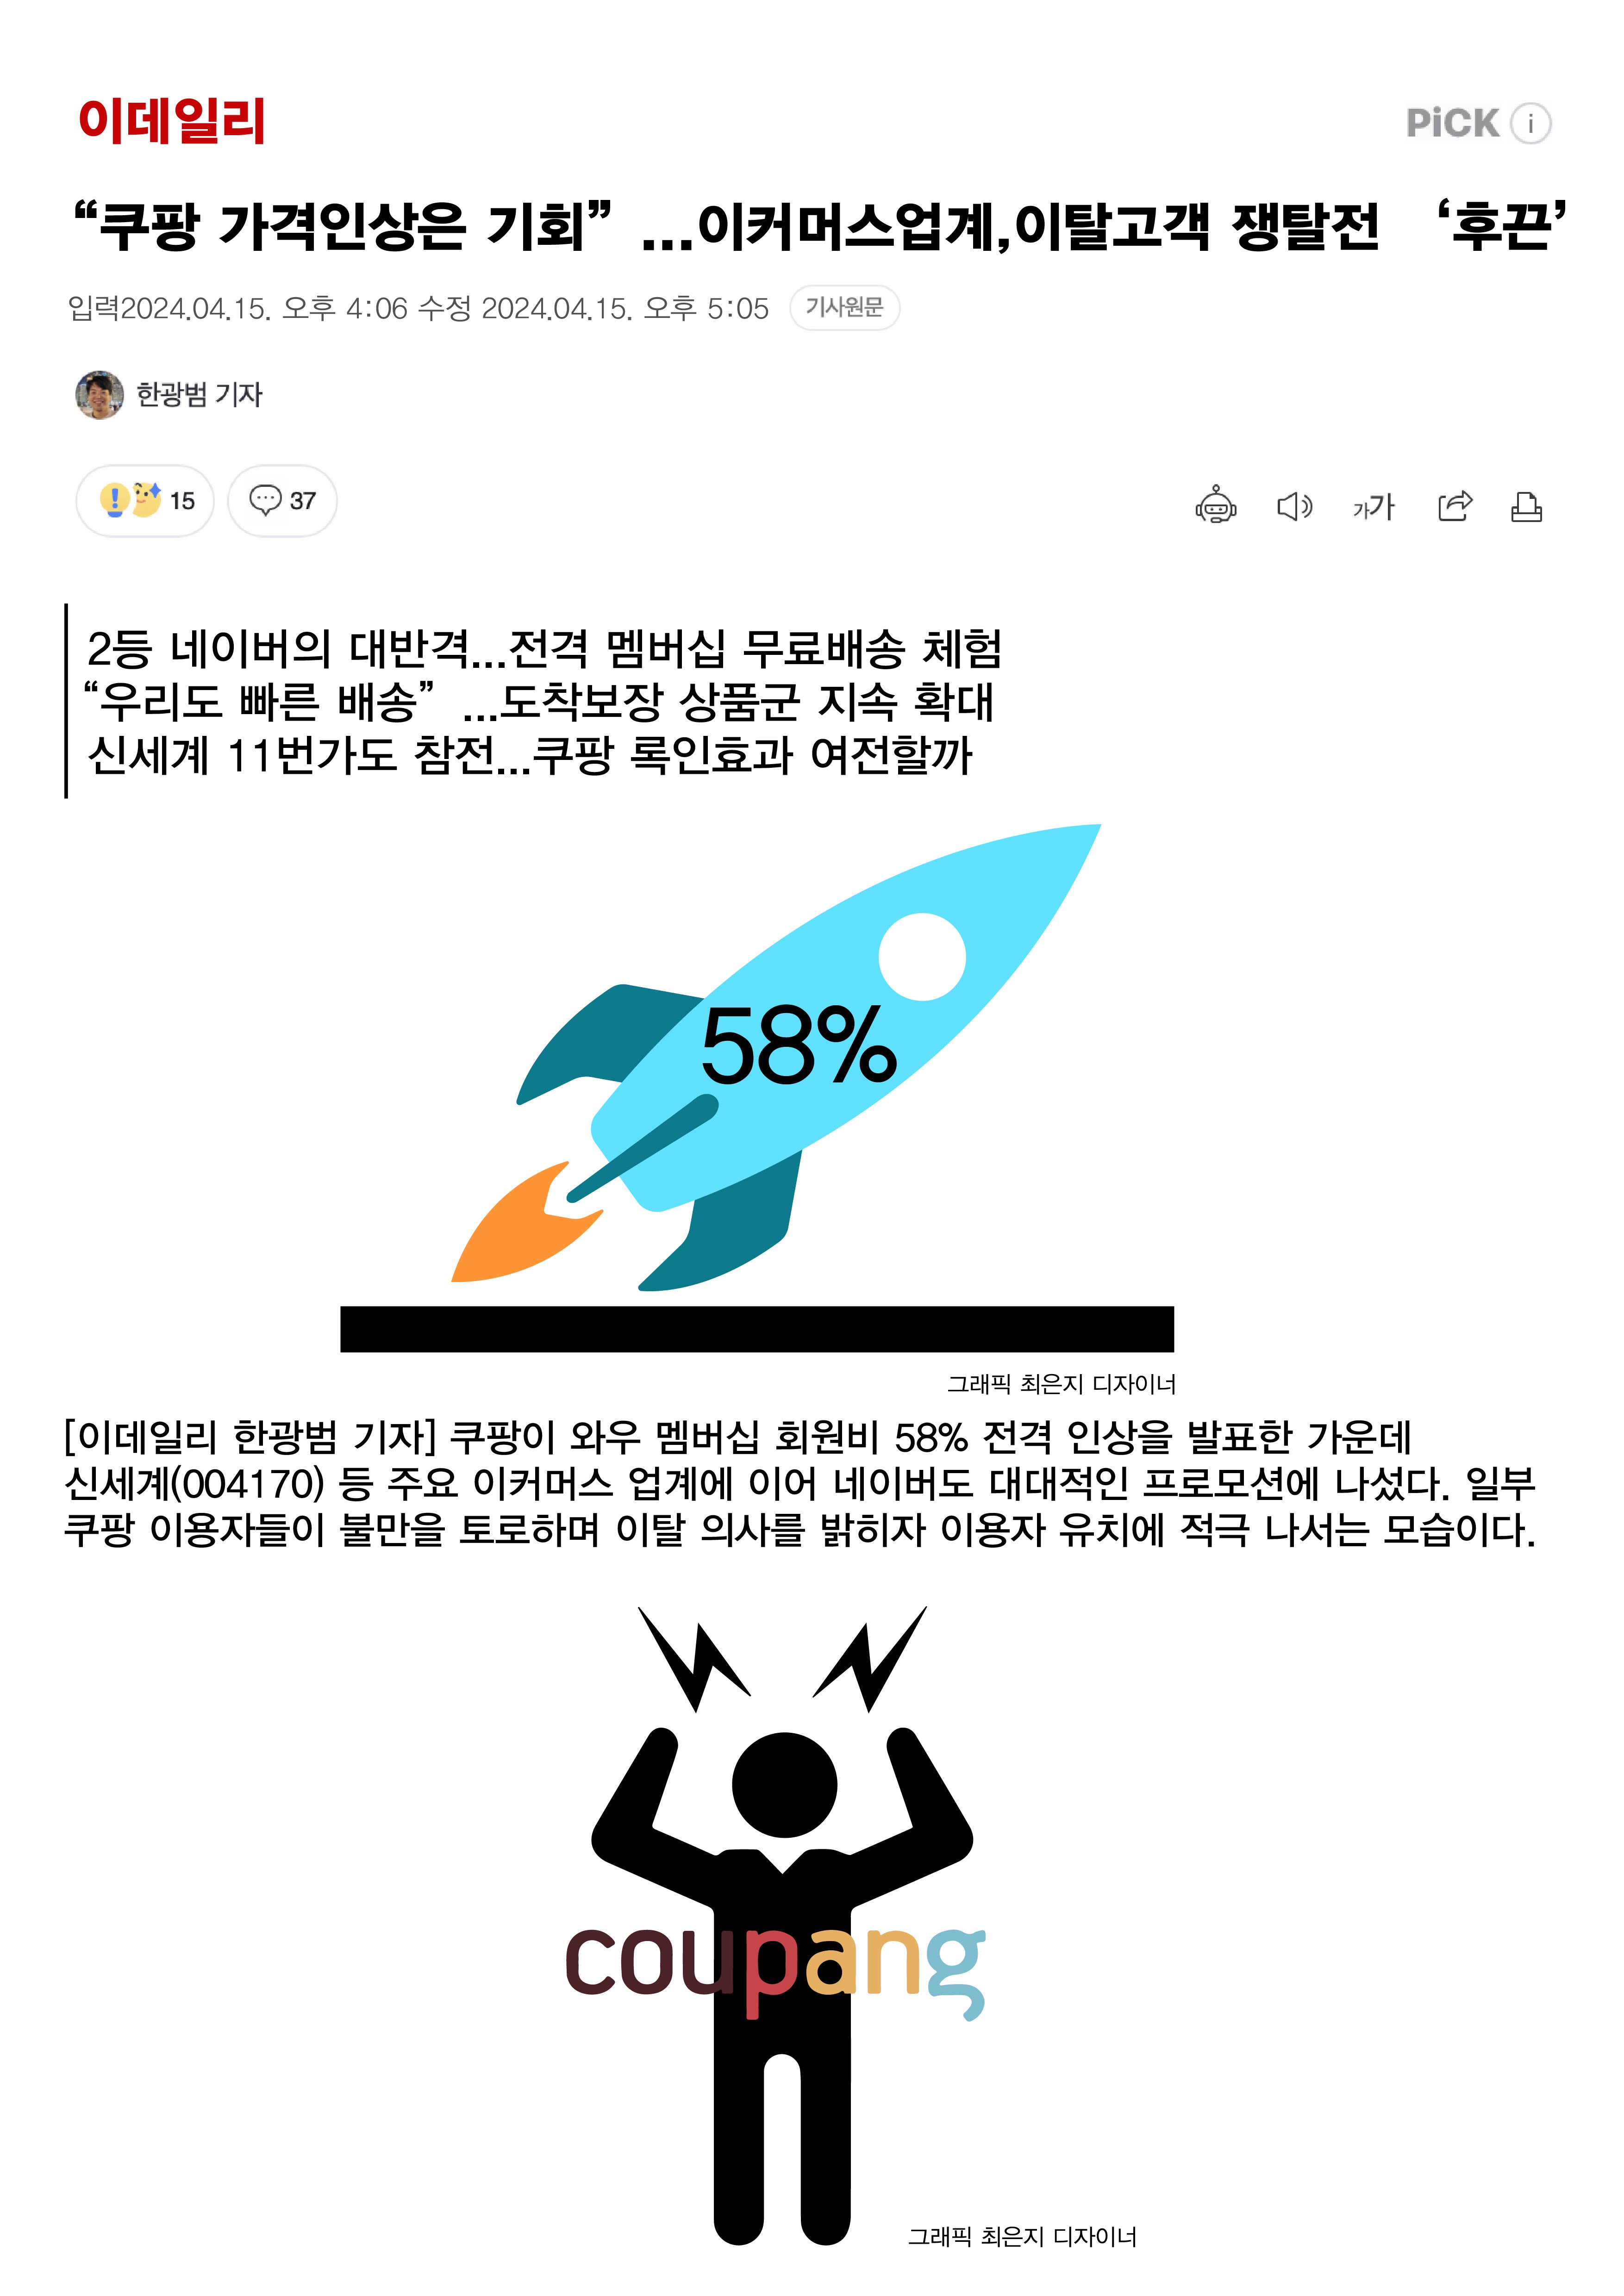 이데일리
PiCK i
“쿠팡 가격인상은 기회” ...이커머스업계,이탈고객 쟁탈전 ‘후끈’
입력2024.04.15. 오후 4:06 수정 2024.04.15. 오후 5:05 기사원문
한광범 기자
15 37
가가
2등 네이버의 대반격...전격 멤버십 무료배송 체험
“우리도 빠른 배송” ...도착보장 상품군 지속 확대
신세계 11번가도 참전...쿠팡 록인효과 여전할까
58%
그래픽 최은지 디자이너
[이데일리 한광범 기자] 쿠팡이 와우 멤버십 회원비 58% 전격 인상을 발표한 가운데
신세계(004170) 등 주요 이커머스 업계에 이어 네이버도 대대적인 프로모션에 나섰다. 일부
쿠팡 이용자들이 불만을 토로하며 이탈 의사를 밝히자 이용자 유치에 적극 나서는 모습이다.
coupang
그래픽 최은지 디자이너